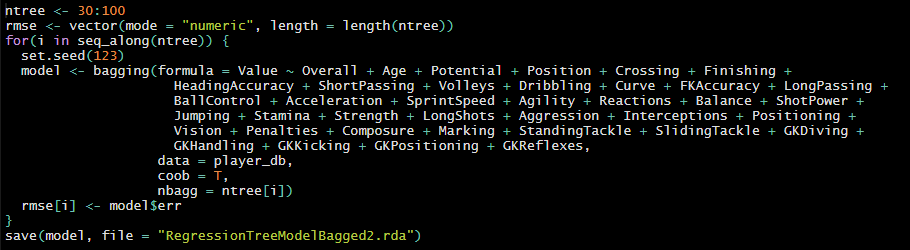 ntree <- 30:100
rmse <- vector(mode = "numeric", length = length(ntree))
for(i in seq_along(ntree)) {
  set.seed(123)
  model <- bagging(formula = Value ~ Overall + Age + Potential + Position + Crossing + Finishing +
                     HeadingAccuracy + ShortPassing + Volleys + Dribbling + Curve + FKAccuracy + LongPassing +
                     BallControl + Acceleration + SprintSpeed + Agility + Reactions + Balance + ShotPower +
                     Jumping + Stamina + Strength + LongShots + Aggression + Interceptions + Positioning +
                     Vision + Penalties + Composure + Marking + StandingTackle + SlidingTackle + GKDiving +
                     GKHandling + GKKicking + GKPositioning + GKReflexes,
                   data = player_db,
                   coob = T,
                   nbagg = ntree[i])
  rmse[i] <- model$err
}
save(model, file = "RegressionTreeModelBagged2.rda")